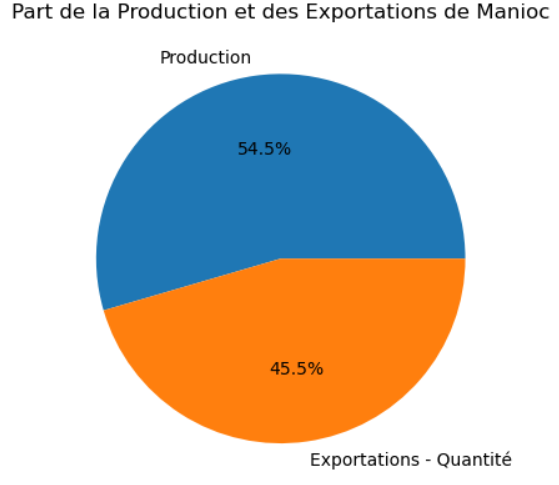 Part de la Production et des Exportations de Manioc
Production
54.5%
45.5%
Exportations - Quantité